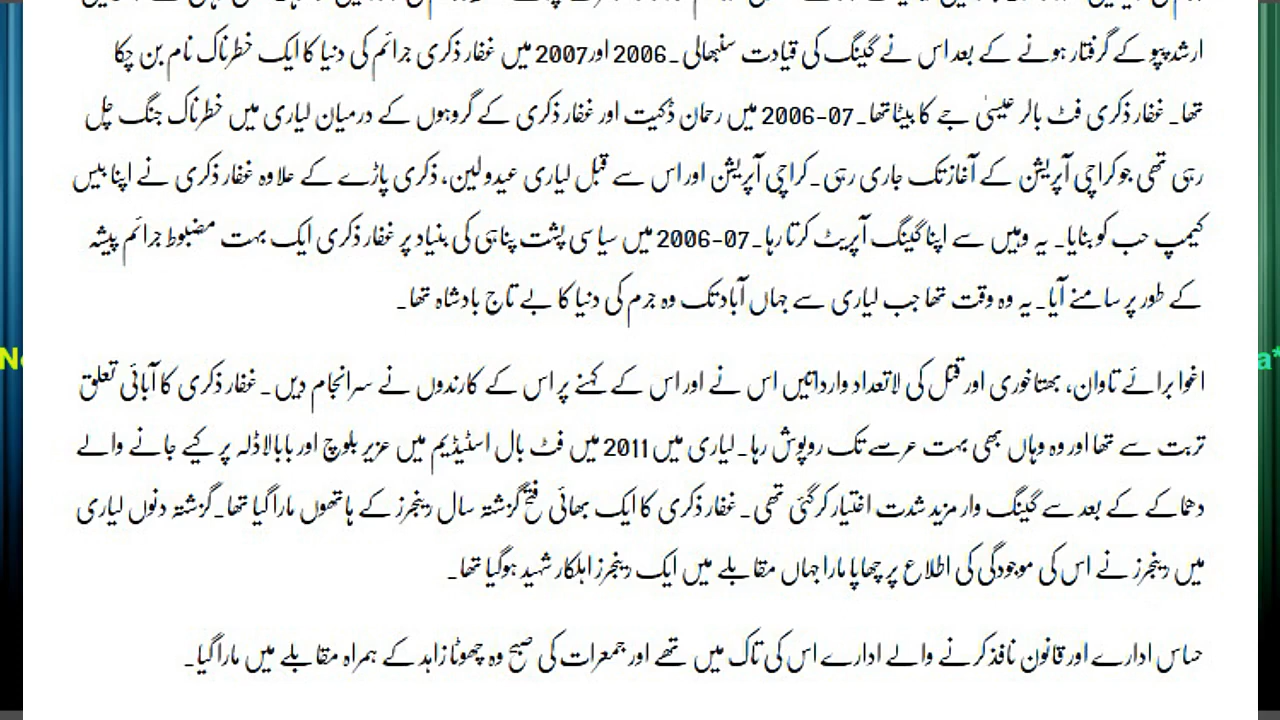 ارشد پپو کے گرفتار ہونے کے بعد اس نے گینگ کی قیادت سنبھالی۔2006 اور 2007 میں غفار ذکری جرائم کی دنیا کا ایک خطرناک نام بن چکا
تھا۔ غفار ذکری فٹ بالر عیسیٰ جے کا بیٹا تھا۔07-2006 میں رحمان ڈکیت اور غفار ذکری کے گروہوں کے درمیان لیاری میں خطرناک جنگ چل
رہی تھی جو کراچی آپریشن کے آغاز تک جاری رہی۔ کراچی آپریشن اور اس سے قبل لیاری عیدولین، ذکری پاڑے کے علاوہ غفار ذکری نے اپنا بیس
کیمپ حب کو بنایا۔ یہ وہیں سے اپنا گینگ آپریٹ کرتا رہا۔07-2006 میں سیاسی پشت پناہی کی بنیاد پر غفار ذکری ایک بہت مضبوط جرائم پیشہ
کے طور پر سامنے آیا۔ یہ وہ وقت تھا جب لیاری سے جہاں آباد تک وہ جرم کی دنیا کا بے تاج بادشاہ تھا۔
اغوا برائے تاوان، بھتا خوری اور قتل کی لاتعداد وارداتیں اس نے اور اس کے کہنے پر اس کے کارندوں نے سرانجام دیں۔ غفار ذکری کا آبائی تعلق
تربت سے تھا اور وہ وہاں بھی بہت عرصے تک روپوش رہا۔ لیاری میں 2011 میں فٹ بال اسٹیڈیم میں عزیر بلوچ اور بابا لاڈلہ پر کیے جانے والے
دھماکے کے بعد سے گینگ وار مزید شدت اختیار کر گئی تھی۔ غفار ذکری کا ایک بھائی فتح گزشتہ سال رینجرز کے ہاتھوں مارا گیا تھا۔ گزشتہ دنوں لیاری
میں رینجرز نے اس کی موجودگی کی اطلاع پر چھاپا مارا جہاں مقابلے میں ایک رینجرز اہلکار شہید ہوگیا تھا۔
حساس ادارے اور قانون نافذ کرنے والے ادارے اس کی تاک میں تھے اور جمعرات کی صبح وہ چھوٹا زاہد کے ہمراہ مقابلے میں مارا گیا۔